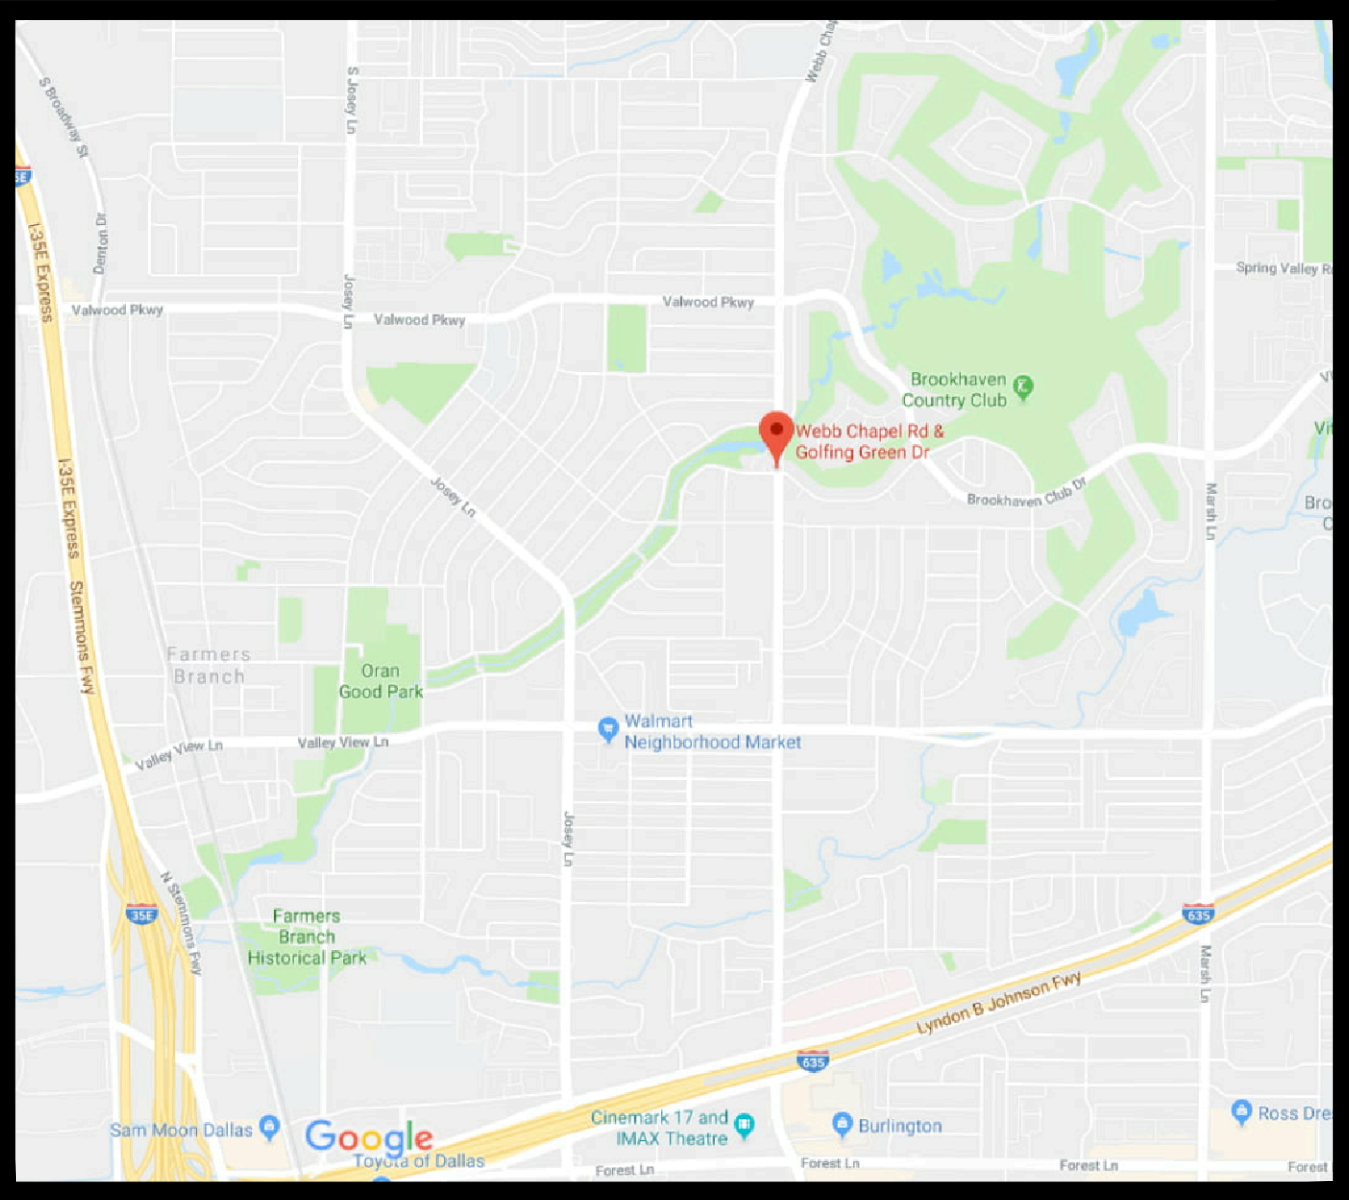 Webb Cha
S Josey Ln
S Broadway St
5E
I-35E Express
Denton Dr
Spring Valley R
Josey Ln
Valwood Pkwy
Valwood Pkwy
Valwood Pkwy
Brookhaven
Country Club
Webb Chapel Rd &
Golfing Green Dr
Vi
Josey Ln
I-35E Express
Brookhaven Club Dr
Marsh Ln
Bro
C
Stemmons Fwy
Farmers
Branch
Oran
Good Park
Walmart
Neighborhood Market
Valley View Ln
Valley View Ln
Josey Ln
N Stemmons Fwy
35E
Farmers
Branch
Historical Park
635
Marsh Ln
Lyndon B Johnson Fwy
635
Sam Moon Dallas
Google
Toyota of Dallas
Cinemark 17 and
IMAX Theatre
Burlington
Ross Dre
Forest Ln
Forest Ln
Forest Ln
Forest